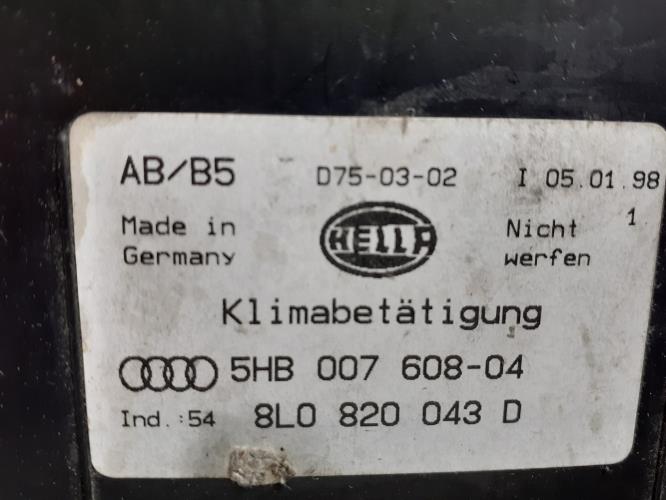 AB/B5 D75-03-02 I 05.01.98
1
Made in HELLA Nicht
Germany werfen
Klimabetätigung
5HB 007 608-04
Ind.:54 8L0 820 043 D